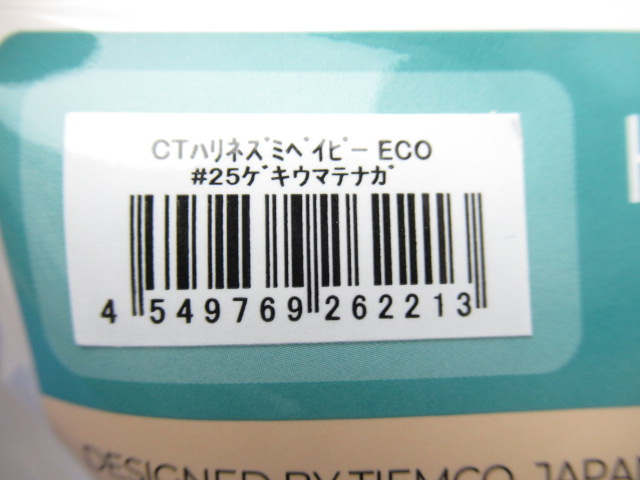 CTﾊﾘﾈｽﾞﾐﾍﾞｲﾋﾞｰ ECO
#25ｹﾞｷｳﾏﾃﾅｶﾞ
4 549769 262213
DESIGNED BY TIEMCO, JAPAN